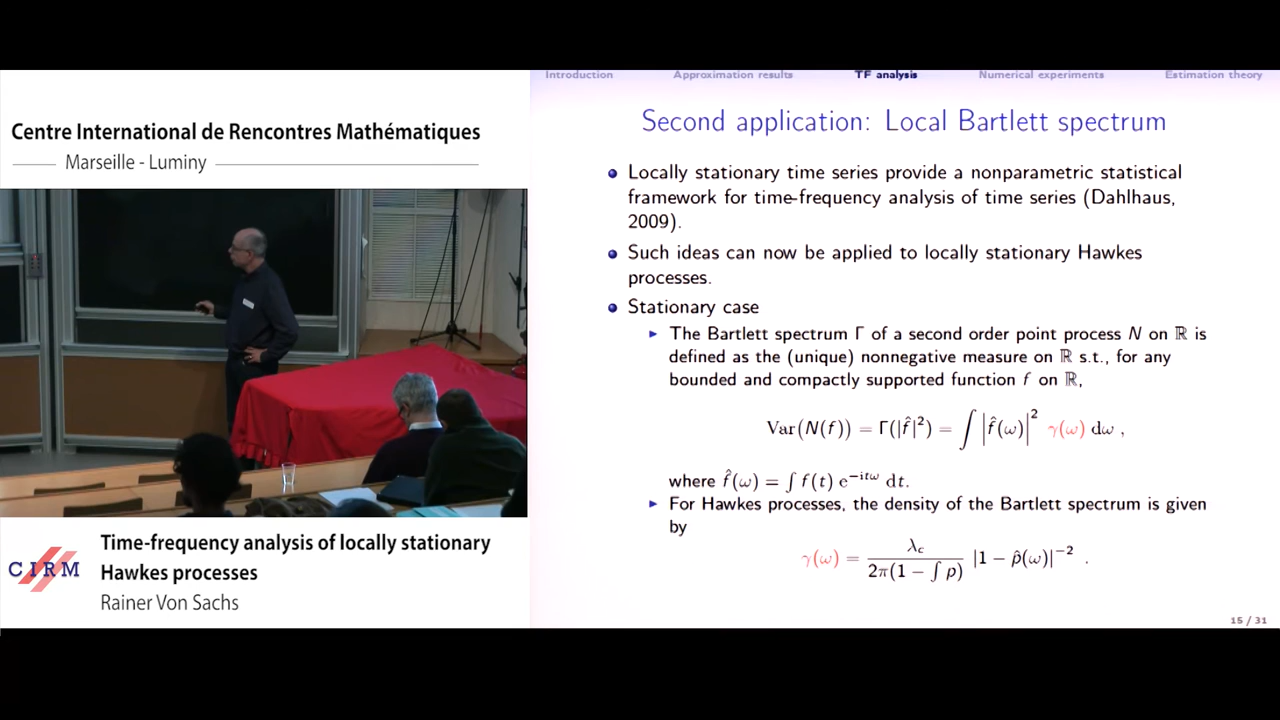 Centre International de Rencontres Mathématiques
Marseille - Luminy
Time-frequency analysis of locally stationary
Hawkes processes
CIRM
Rainer Von Sachs
Introduction Approximation results TF analysis Numerical experiments Estimation theory
Second application: Local Bartlett spectrum
Locally stationary time series provide a nonparametric statistical
framework for time-frequency analysis of time series (Dahlhaus,
2009).
Such ideas can now be applied to locally stationary Hawkes
processes.
Stationary case
The Bartlett spectrum Γ of a second order point process N on ℝ is
defined as the (unique) nonnegative measure on ℝ s.t., for any
bounded and compactly supported function f on ℝ,
Var(N(f)) = Γ(|f̂|²) = ∫ |f̂(ω)|² γ(ω) dω ,
where f̂(ω) = ∫ f(t) e^{−itω} dt.
For Hawkes processes, the density of the Bartlett spectrum is given
by
γ(ω) = λ_c / (2π(1 − ∫ p)) |1 − p̂(ω)|^{−2} .
15 / 31